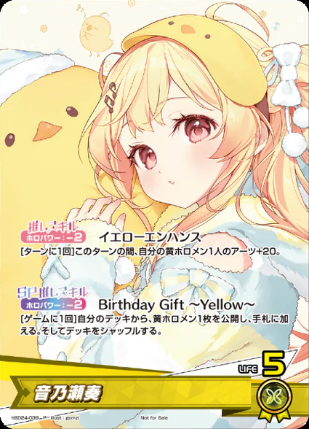 推しスキル
ホロパワー：－2
イエローエンハンス
[ターンに1回]このターンの間、自分の黄ホロメン1人のアーツ+20。
SP推しスキル
ホロパワー：－2
Birthday Gift ～Yellow～
[ゲームに1回]自分のデッキから、黄ホロメン1枚を公開し、手札に加
える。そしてデッキをシャッフルする。
LIFE 5
音乃瀬奏
Not for Sale